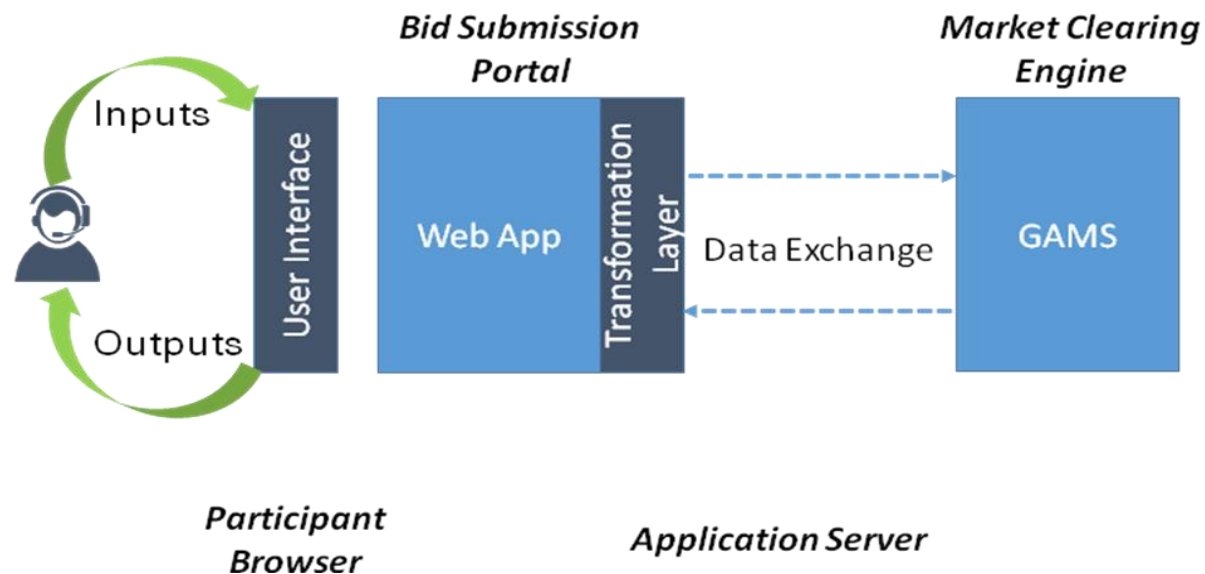 Bid Submission
Portal
Market Clearing
Engine
Inputs
User Interface
Web App
Transformation
Layer
Data Exchange
GAMS
Outputs
Participant
Browser
Application Server